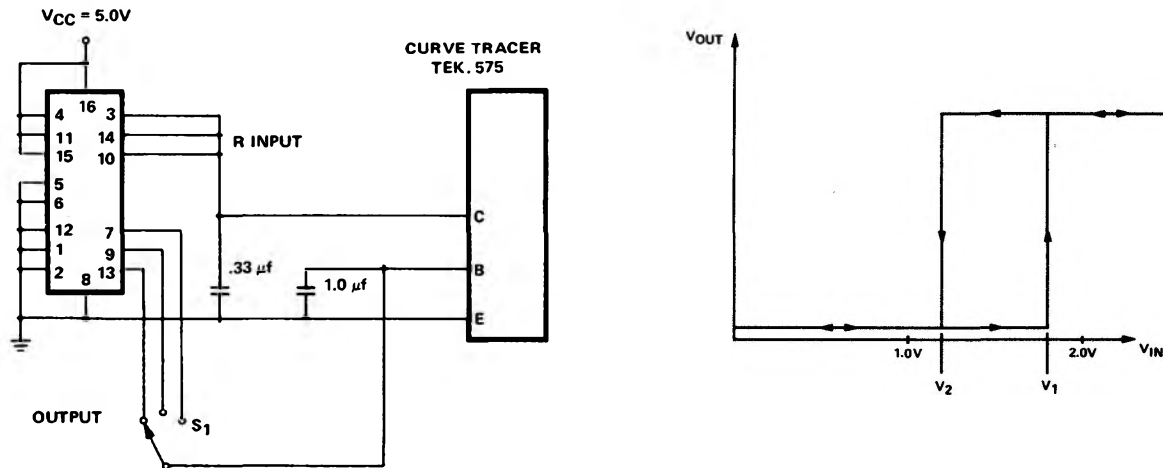 VCC = 5.0V
CURVE TRACER
TEK. 575
16
4 3
11 14
15 10
5
6
12 7
1 9
2 8 13
R INPUT
C
B
E
.33 μf
1.0 μf
OUTPUT
S1
VOUT
1.0V
2.0V
VIN
V2
V1